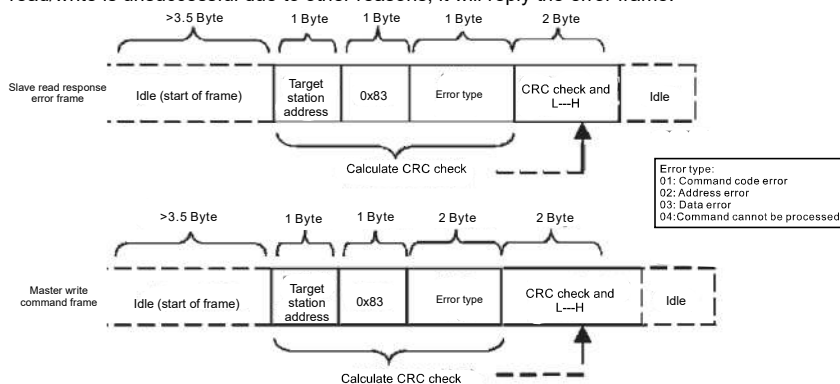 read/write is unsuccessful due to other reasons, it will reply the error frame.
>3.5 Byte 1 Byte 1 Byte 1 Byte 2 Byte
Slave read response
error frame
Idle (start of frame)
Target
station
address
0x83
Error type
CRC check and
L---H
Idle
Calculate CRC check
Error type:
01: Command code error
02: Address error
03: Data error
04:Command cannot be processed
>3.5 Byte 1 Byte 1 Byte 2 Byte 2 Byte
Master write
command frame
Idle (start of frame)
Target
station
address
0x83
Error type
CRC check and
L---H
Idle
Calculate CRC check